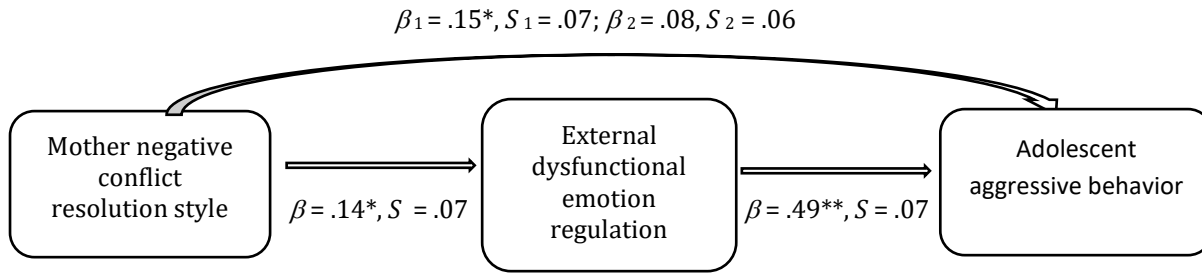 β1 = .15*, S1 = .07; β2 = .08, S2 = .06
Mother negative
conflict
resolution style
β = .14*, S = .07
External
dysfunctional
emotion
regulation
β = .49**, S = .07
Adolescent
aggressive behavior